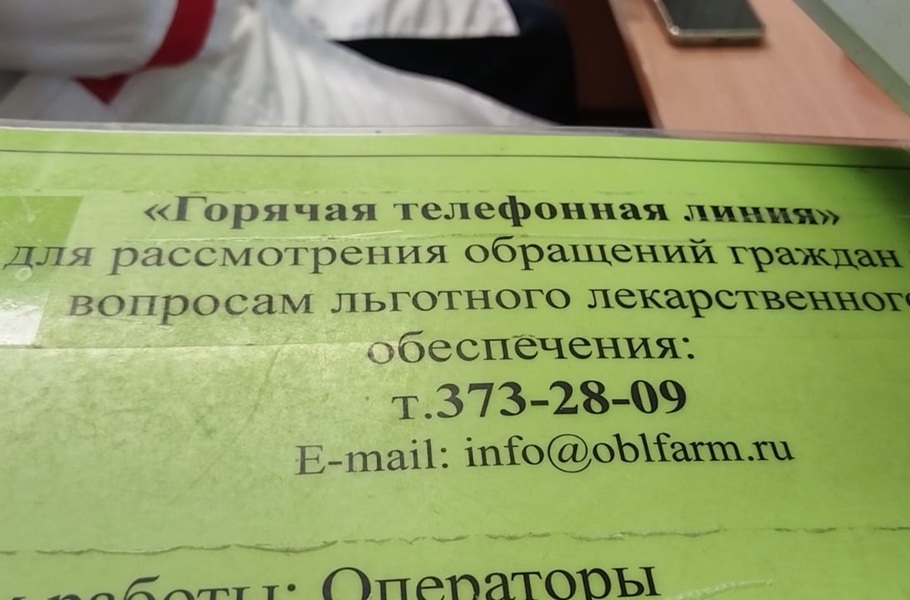 «Горячая телефонная линия»
для рассмотрения обращений граждан
вопросам льготного лекарственного
обеспечения:
т.373-28-09
E-mail: info@oblfarm.ru
работы: Операторы